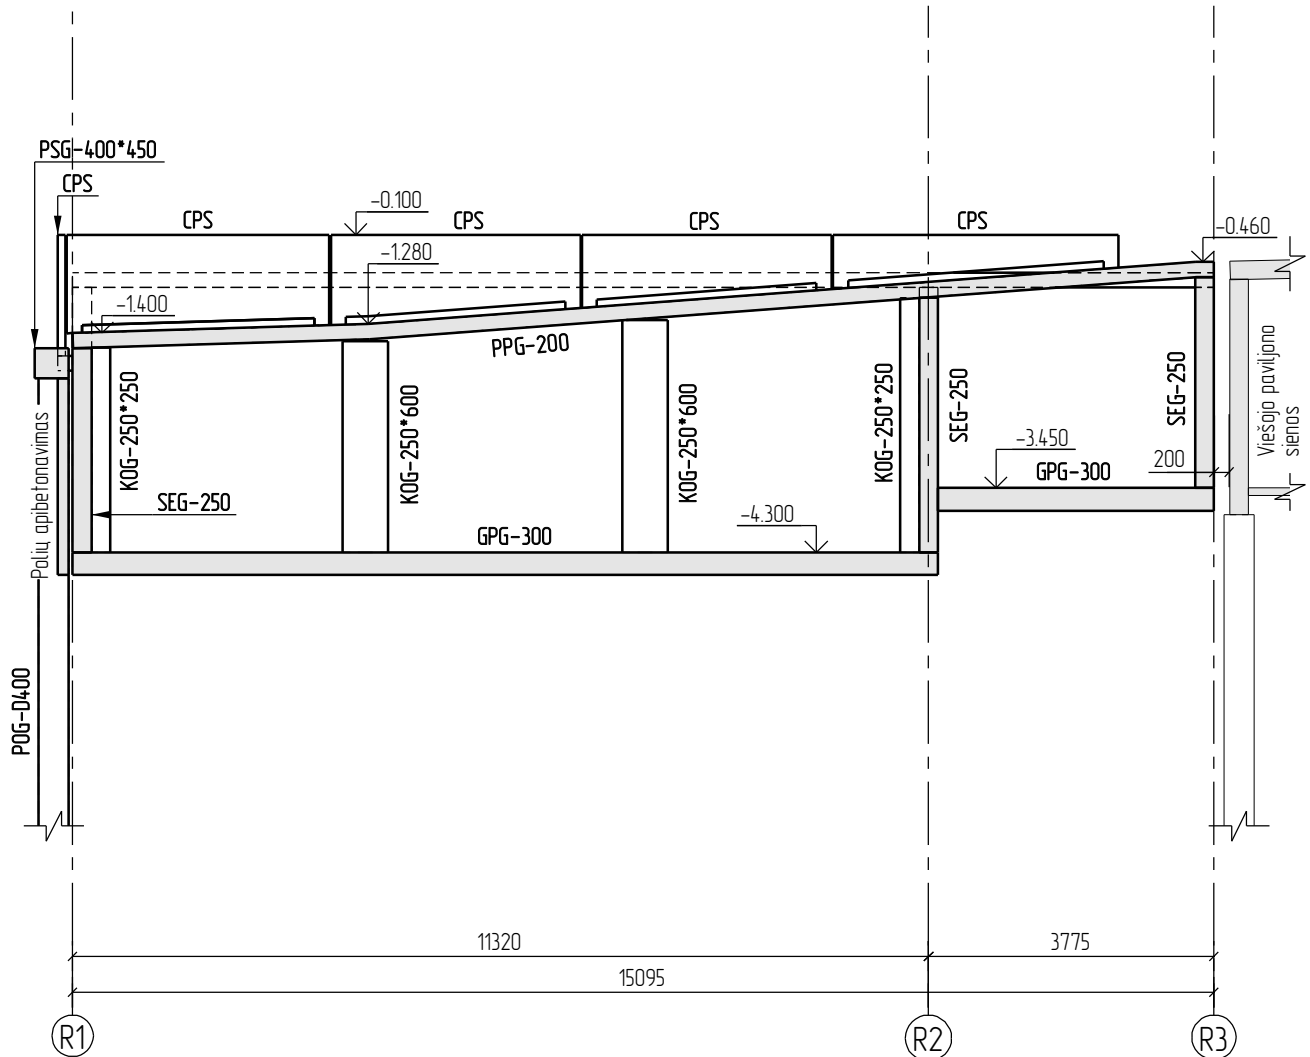 PSG-400*450
CPS
CPS
-0.100
CPS
CPS
CPS
-0.460
-1.280
-1.400
PPG-200
KOG-250*250
KOG-250*600
KOG-250*600
KOG-250*250
SEG-250
SEG-250
Viešojo paviljono
sienos
Polių apibetonavimas
-3.450
200
GPG-300
SEG-250
-4.300
GPG-300
POG-D400
11320
3775
15095
R1
R2
R3